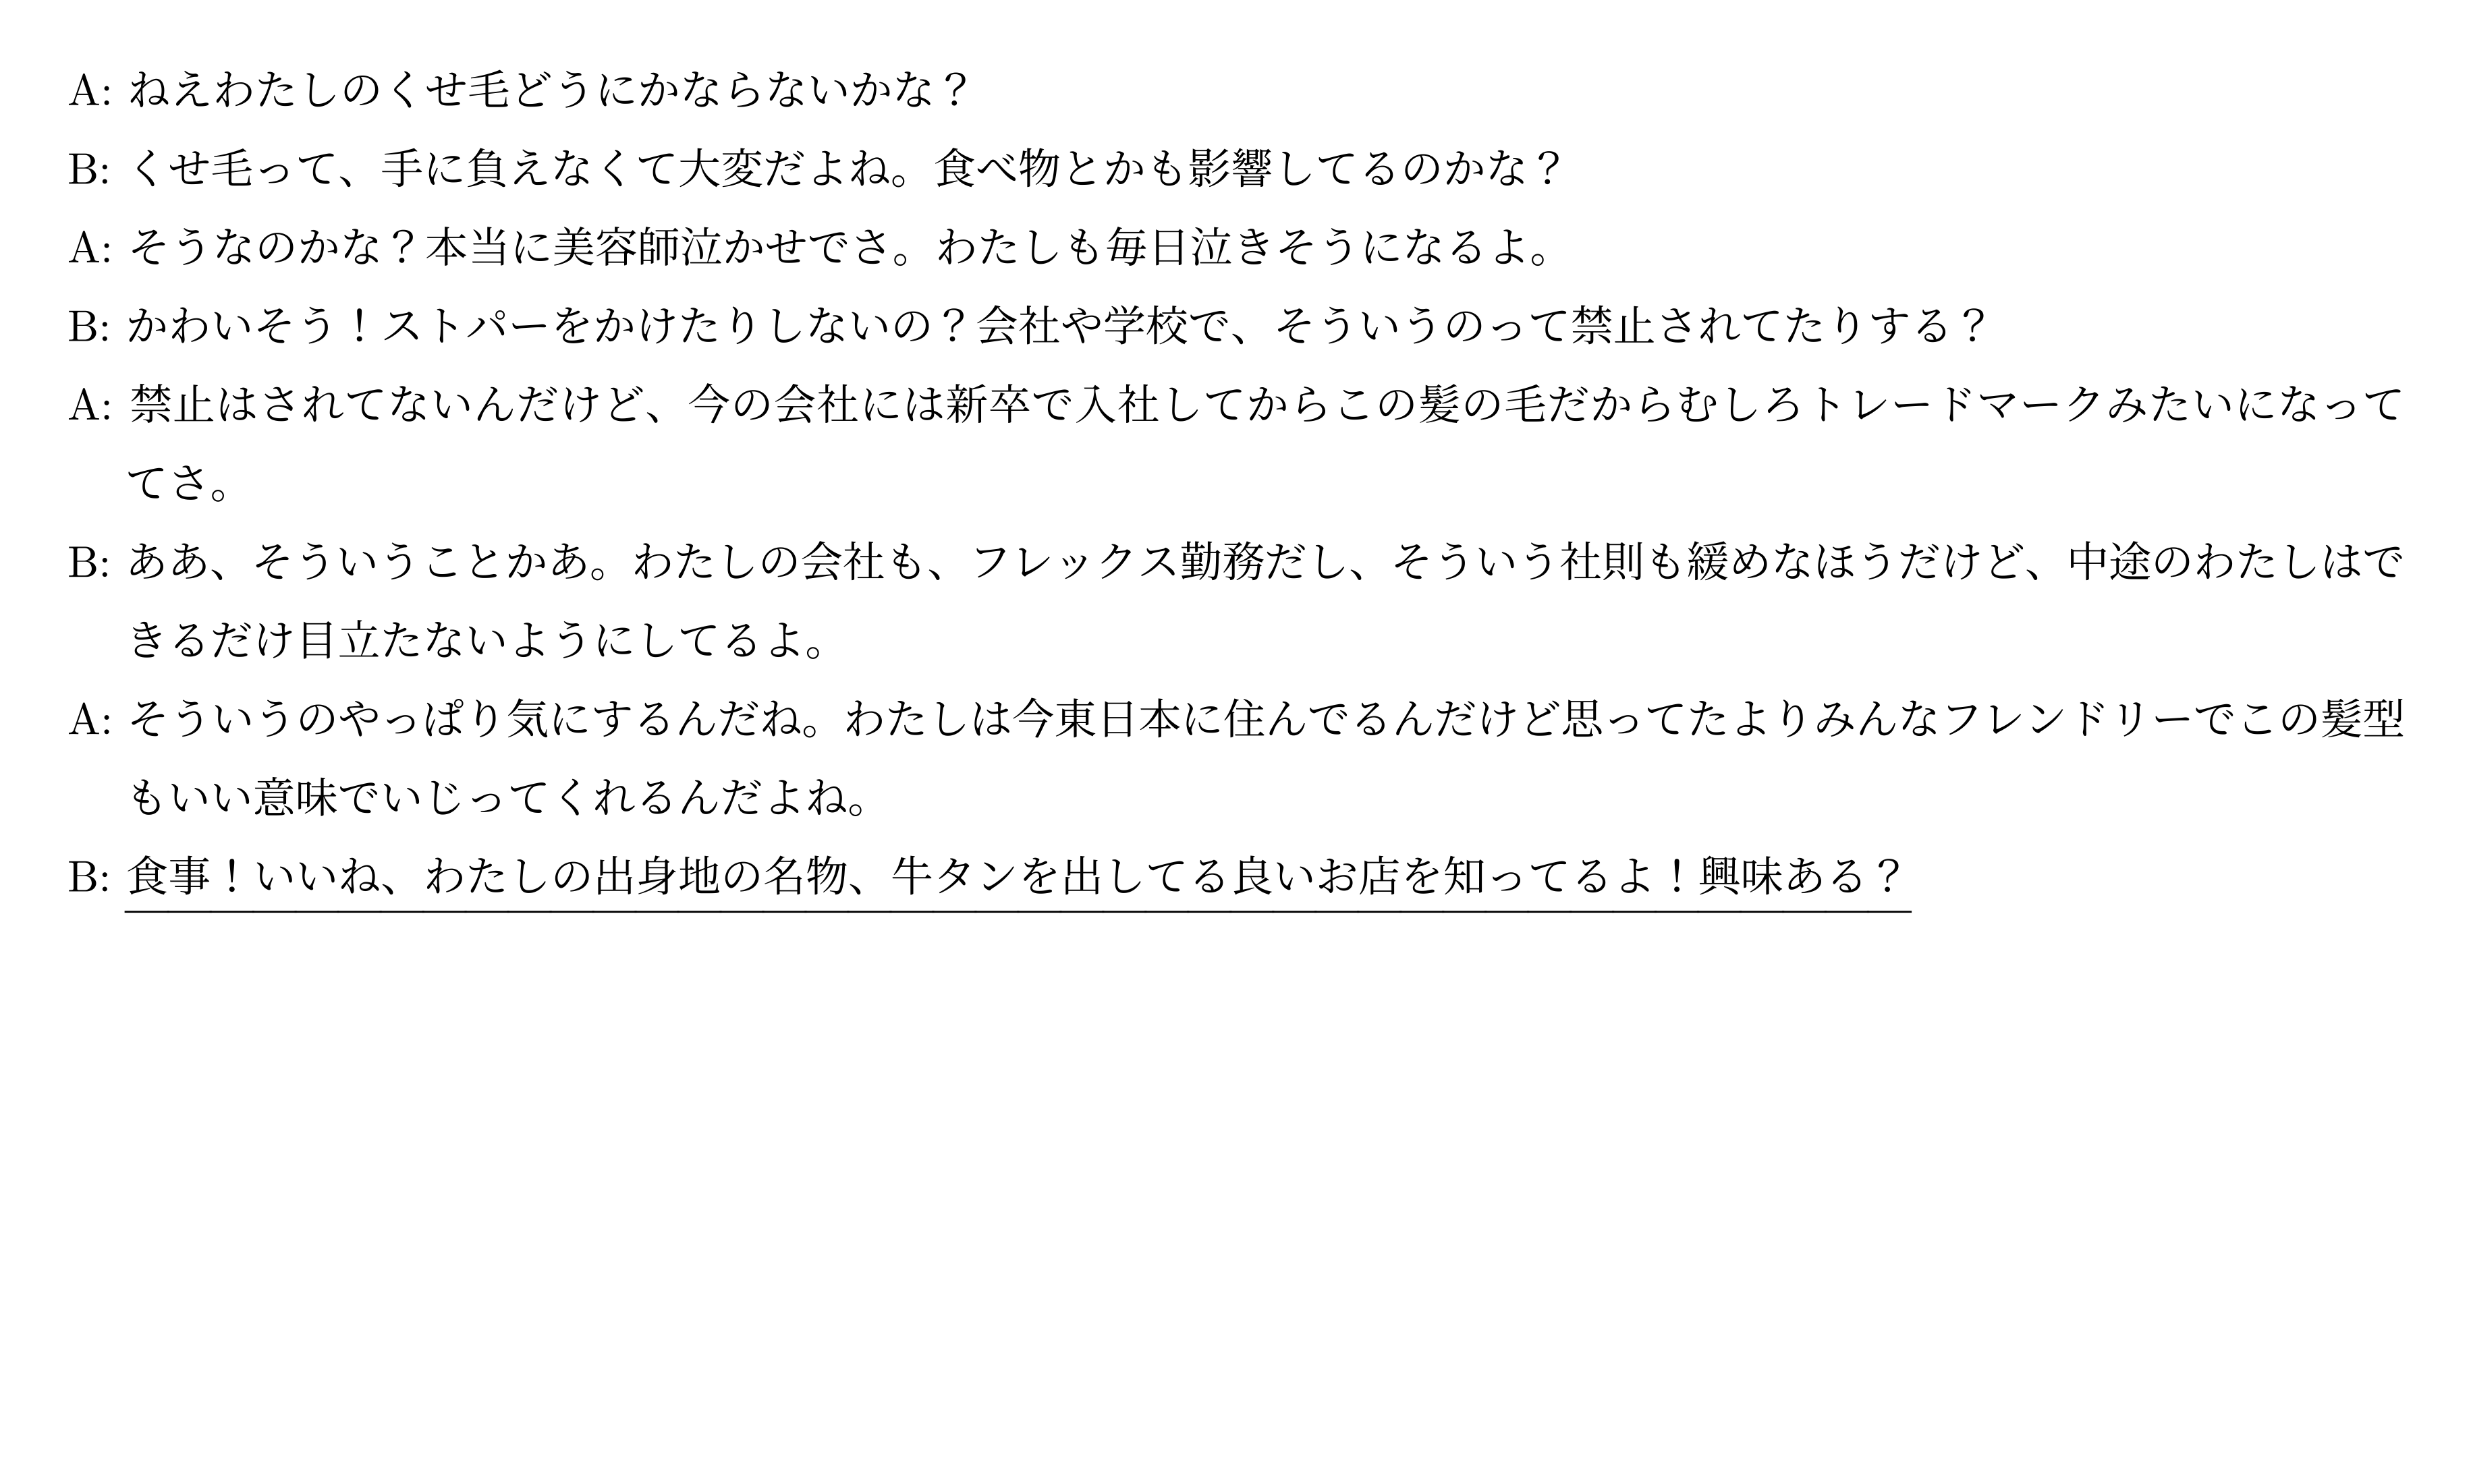 A: ねえわたしのくせ毛どうにかならないかな？
B: くせ毛って、手に負えなくて大変だよね。食べ物とかも影響してるのかな？
A: そうなのかな？本当に美容師泣かせでさ。わたしも毎日泣きそうになるよ。
B: かわいそう！ストパーをかけたりしないの？会社や学校で、そういうのって禁止されてたりする？
A: 禁止はされてないんだけど、今の会社には新卒で入社してからこの髪の毛だからむしろトレードマークみたいになって
てさ。
B: ああ、そういうことかあ。わたしの会社も、フレックス勤務だし、そういう社則も緩めなほうだけど、中途のわたしはで
きるだけ目立たないようにしてるよ。
A: そういうのやっぱり気にするんだね。わたしは今東日本に住んでるんだけど思ってたよりみんなフレンドリーでこの髪型
もいい意味でいじってくれるんだよね。
B: 食事！いいね、わたしの出身地の名物、牛タンを出してる良いお店を知ってるよ！興味ある？